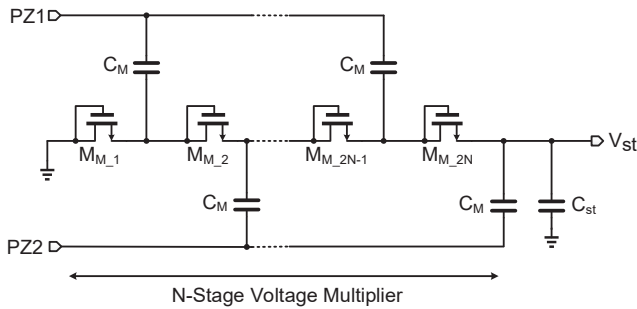 PZ1
C_M C_M
M_M_1 M_M_2 M_M_2N-1 M_M_2N V_st
C_M C_M C_st
PZ2
N-Stage Voltage Multiplier